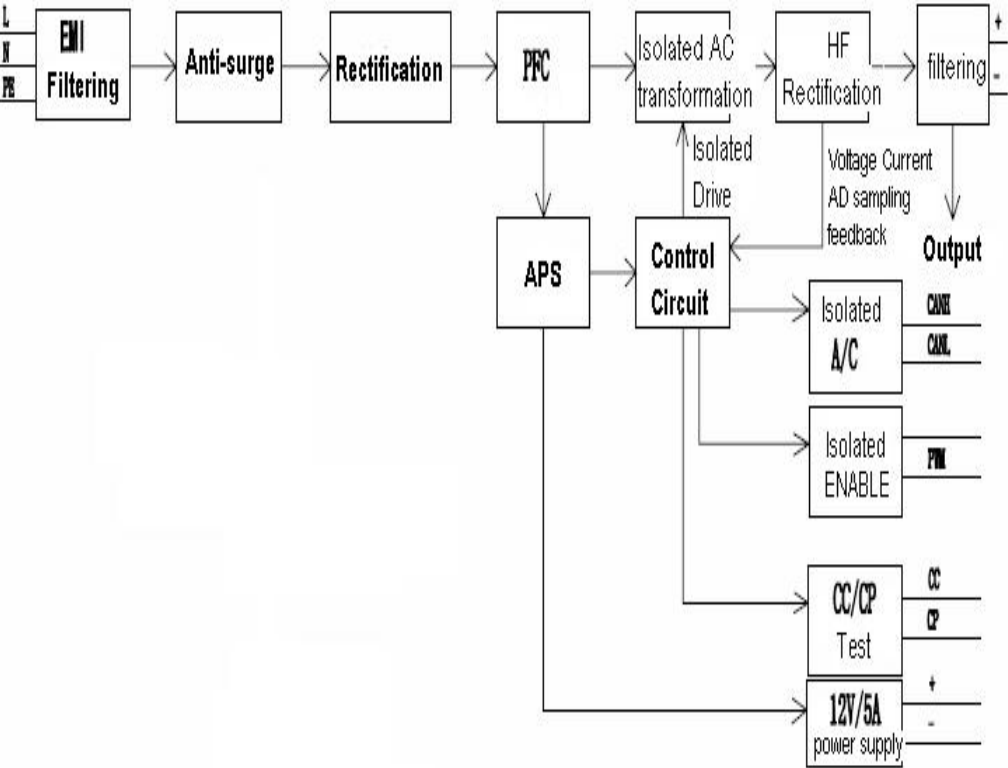 L
N
PE
EMI
Filtering
Anti-surge
Rectification
PFC
Isolated AC
transformation
HF
Rectification
filtering
+
-
Isolated
Drive
Voltage Current
AD sampling
feedback
Output
APS
Control
Circuit
Isolated
A/C
CANH
CANL
Isolated
ENABLE
PWM
CC/CP
Test
CC
CP
12V/5A
power supply
+
-